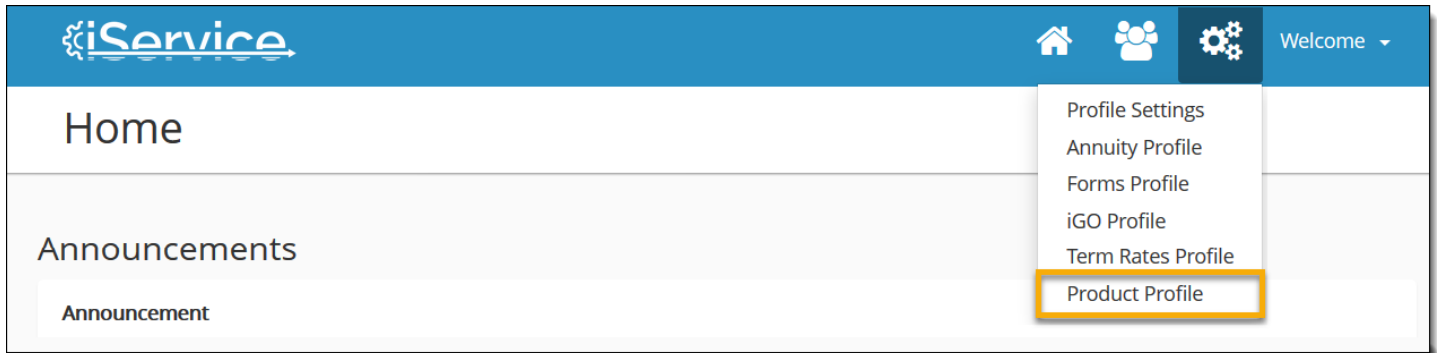 iService
Welcome
Home
Profile Settings
Annuity Profile
Forms Profile
iGO Profile
Term Rates Profile
Product Profile
Announcements
Announcement